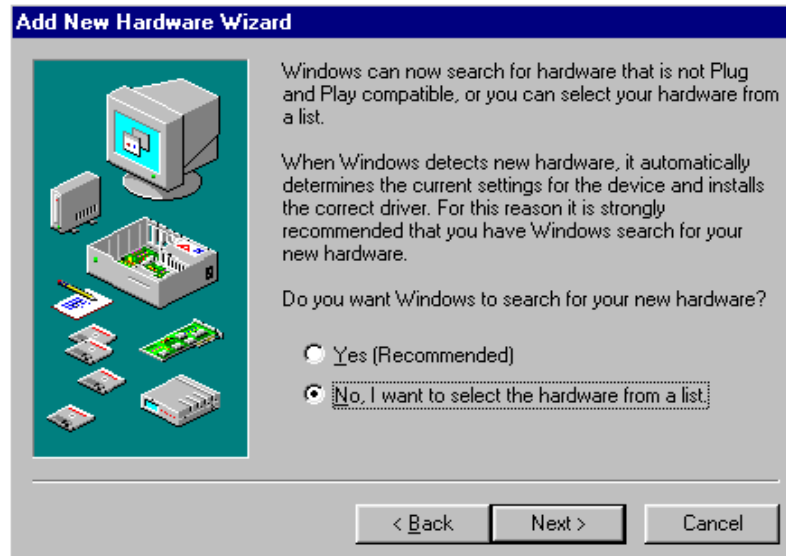 Add New Hardware Wizard
Windows can now search for hardware that is not Plug
and Play compatible, or you can select your hardware from
a list.
When Windows detects new hardware, it automatically
determines the current settings for the device and installs
the correct driver. For this reason it is strongly
recommended that you have Windows search for your
new hardware.
Do you want Windows to search for your new hardware?
Yes (Recommended)
No, I want to select the hardware from a list.
< Back Next > Cancel